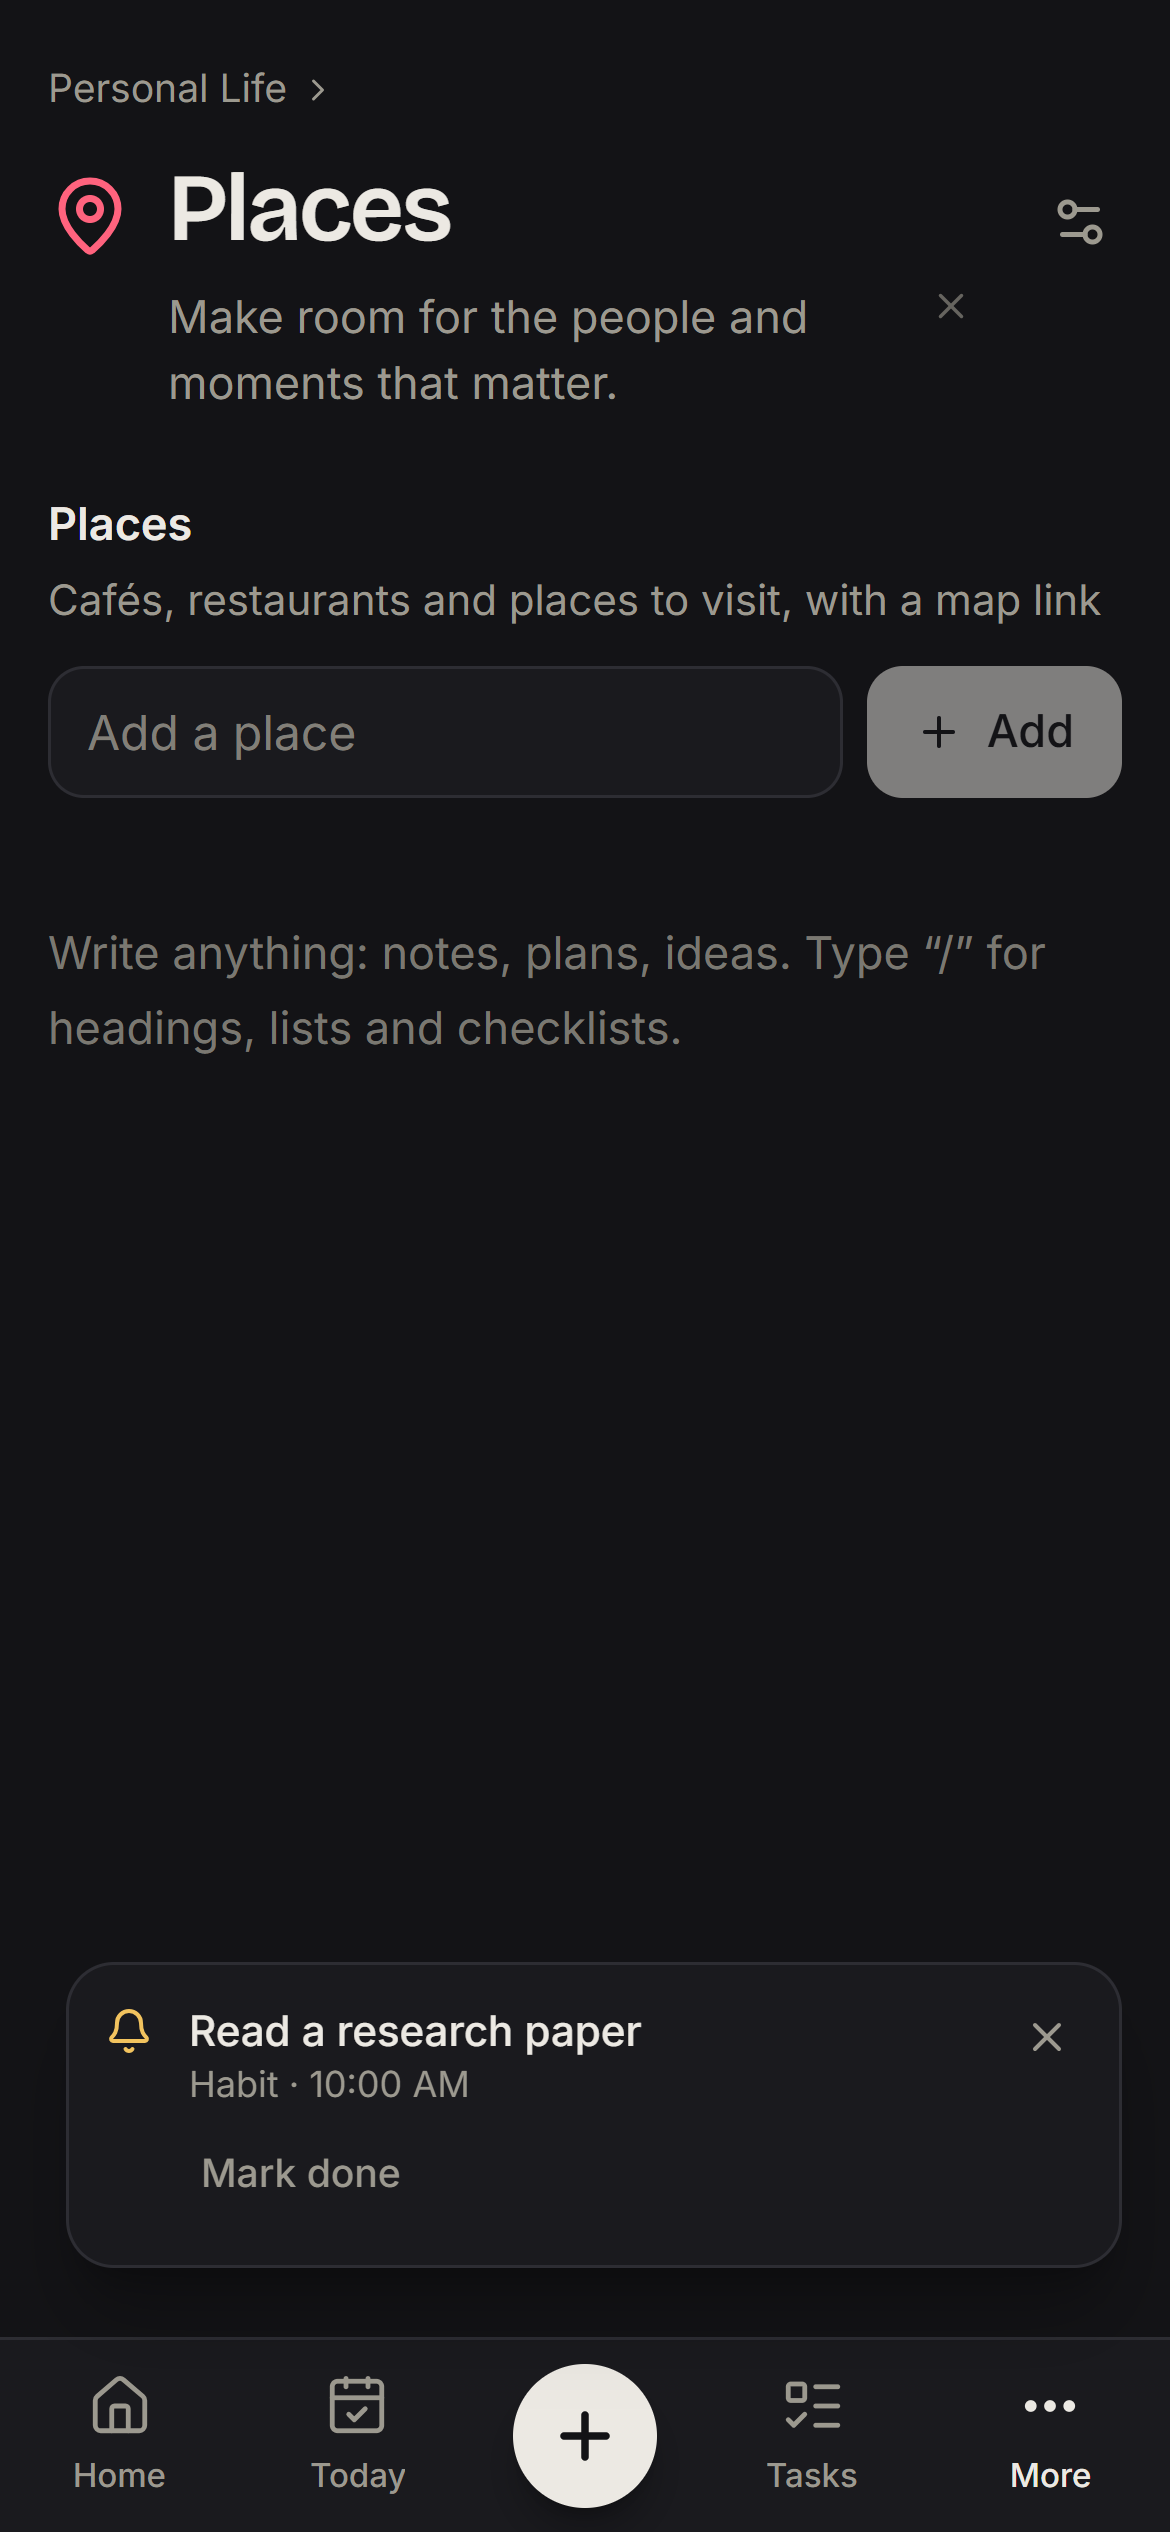 Personal Life
Places
Make room for the people and
moments that matter.
Places
Cafés, restaurants and places to visit, with a map link
Add a place
Add
Write anything: notes, plans, ideas. Type “/” for
headings, lists and checklists.
Read a research paper
Habit · 10:00 AM
Mark done
Home
Today
Tasks
More